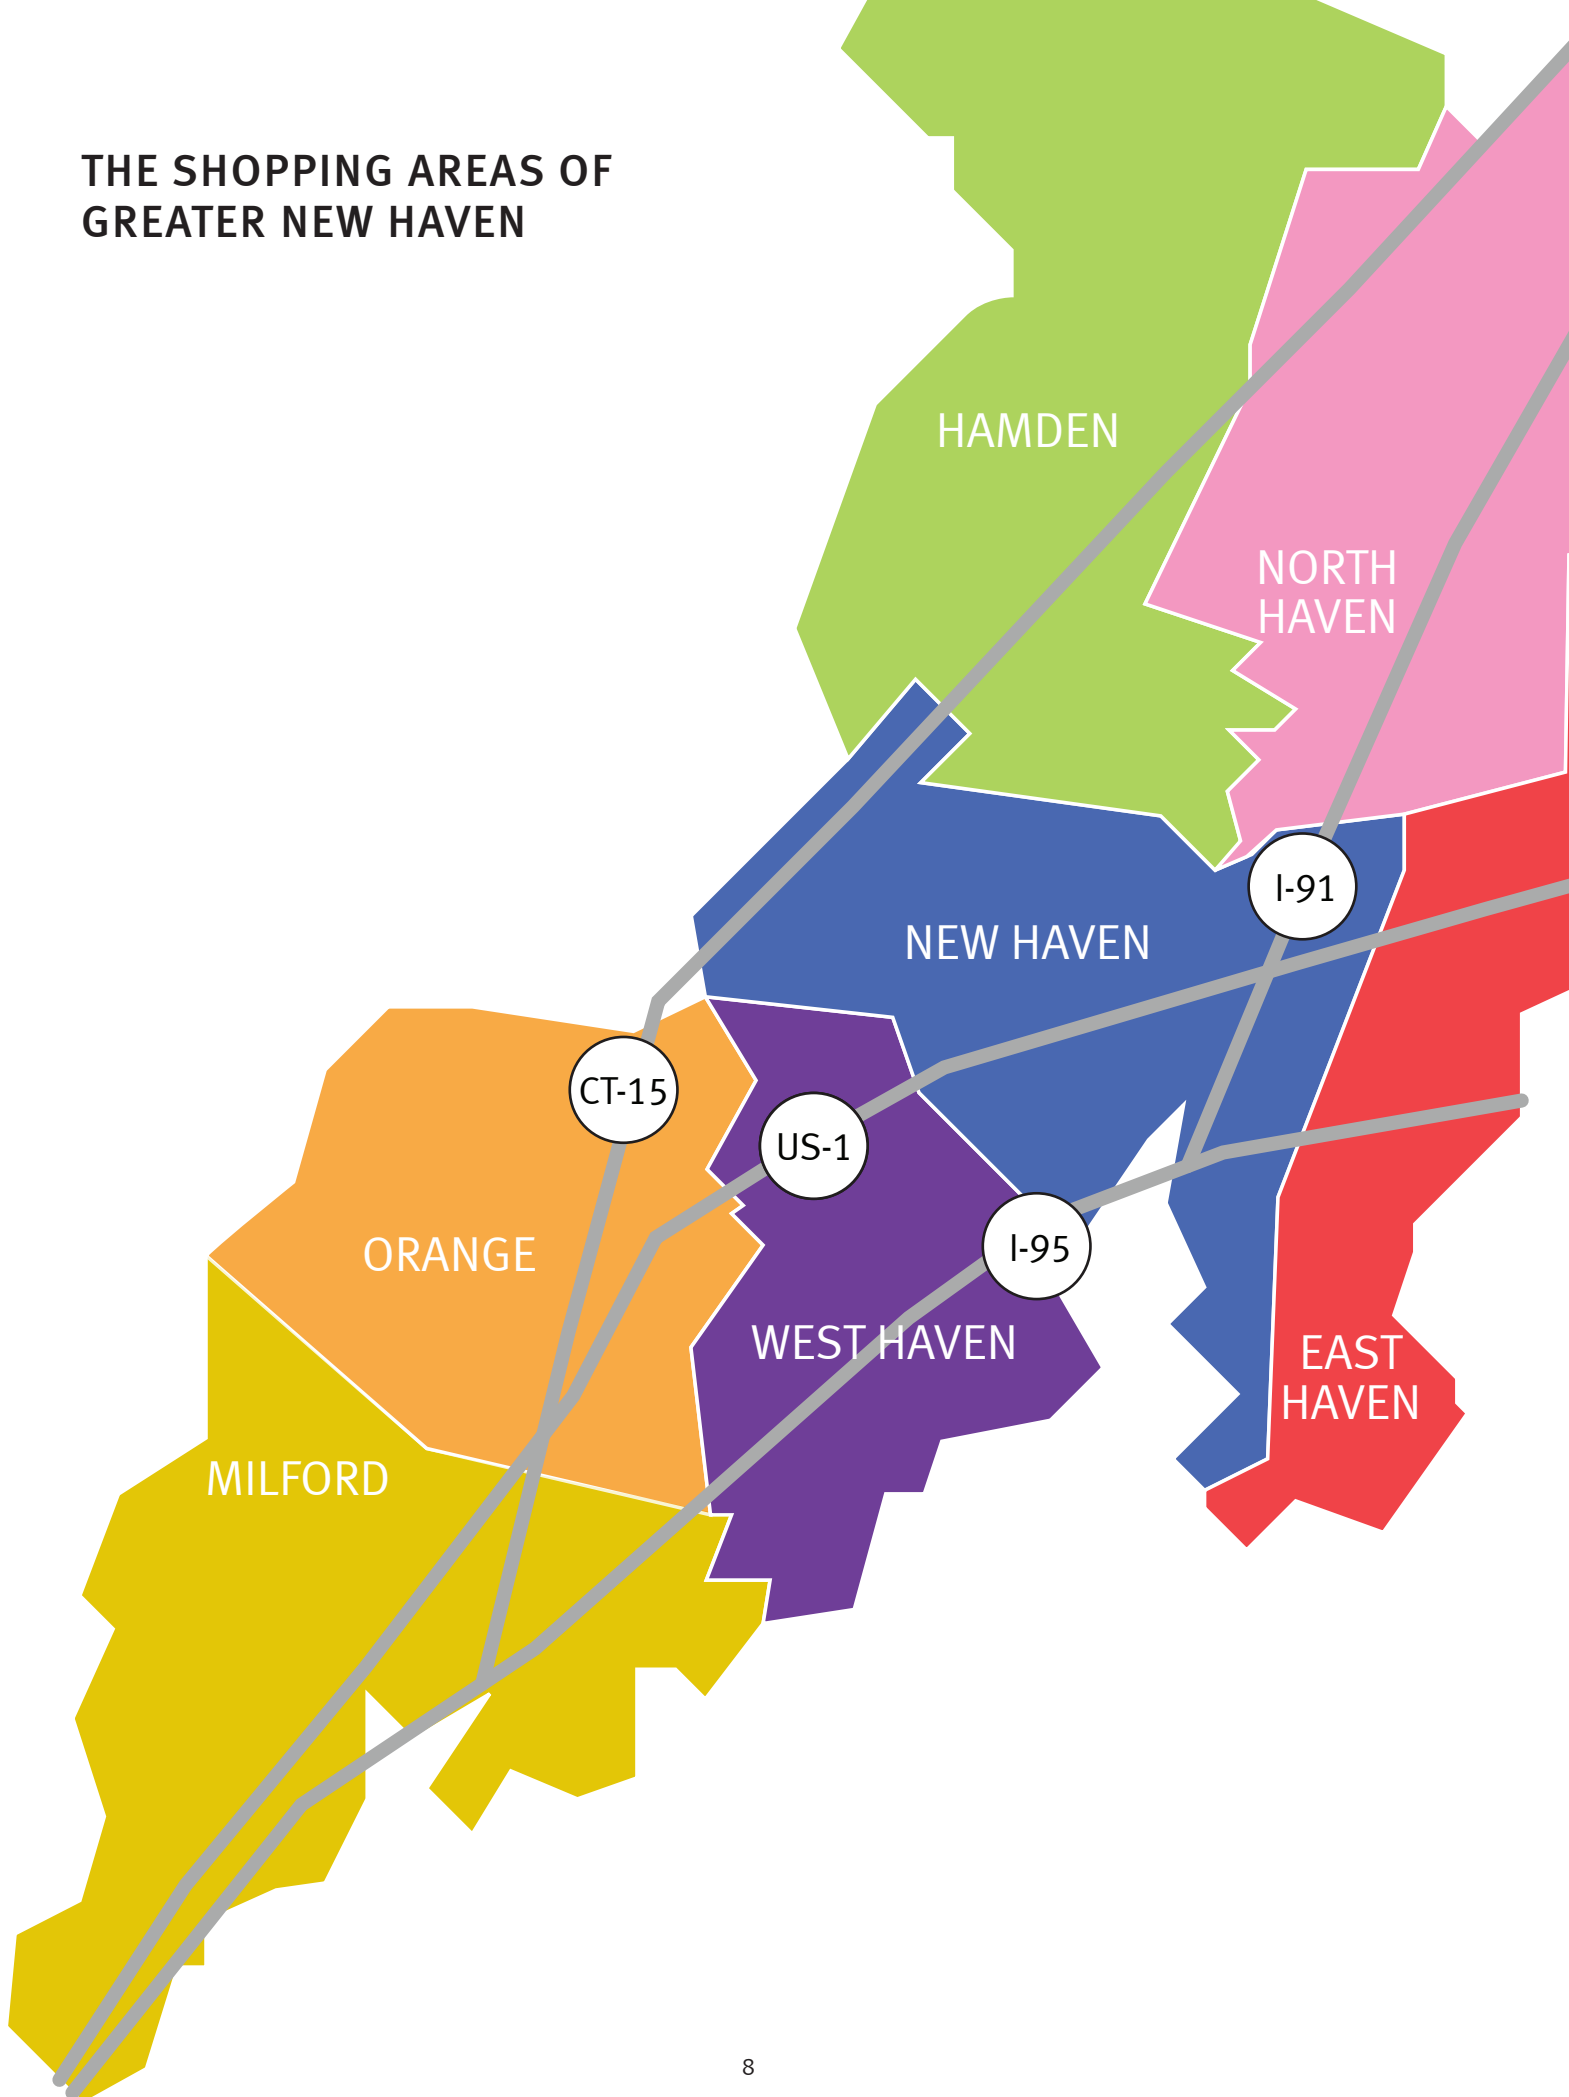 THE SHOPPING AREAS OF
GREATER NEW HAVEN
HAMDEN
NORTH
HAVEN
I-91
NEW HAVEN
CT-15
US-1
I-95
ORANGE
WEST HAVEN
EAST
HAVEN
MILFORD
8